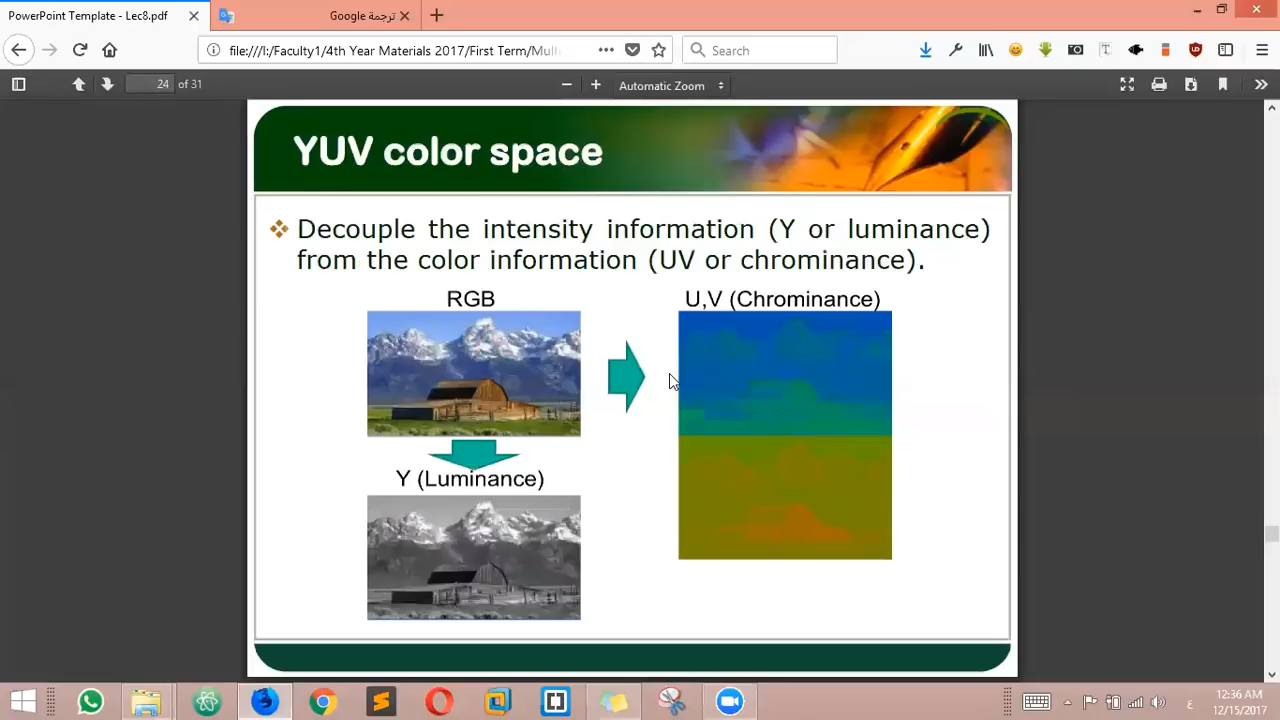 PowerPoint Template - Lec8.pdf
ترجمة Google
file:///I:/Faculty1/4th Year Materials 2017/First Term/Mult
Search
24 of 31
Automatic Zoom
YUV color space
Decouple the intensity information (Y or luminance)
from the color information (UV or chrominance).
RGB
U,V (Chrominance)
Y (Luminance)
12:36 AM
ع
12/15/2017